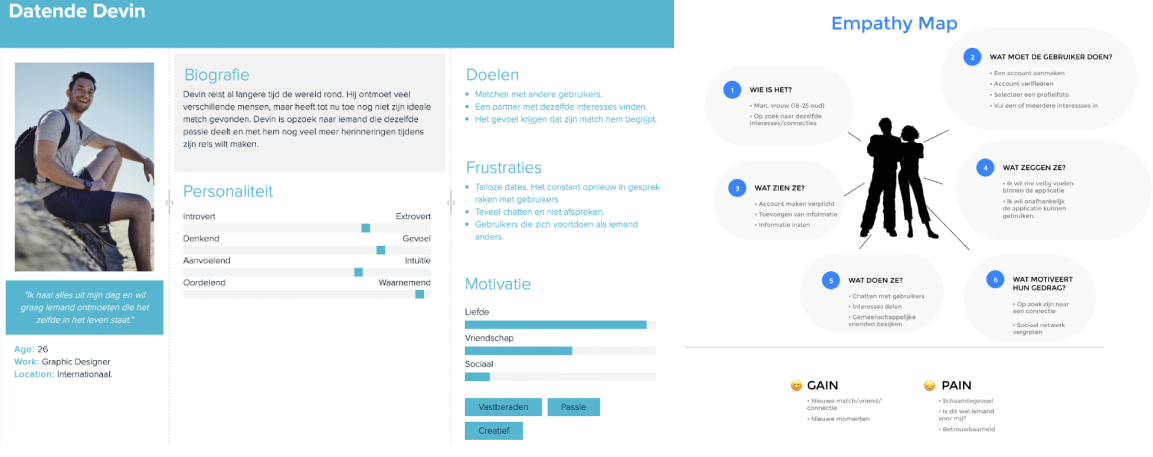 Datende Devin
"Ik haal alles uit mijn dag en wil
graag iemand ontmoeten die het
zelfde in het leven staat."
Age: 26
Work: Graphic Designer
Location: Internationaal.
Biografie
Devin reist al langere tijd de wereld rond. Hij ontmoet veel
verschillende mensen, maar heeft tot nu toe nog niet zijn ideale
match gevonden. Devin is opzoek naar iemand die dezelfde
passie deelt en met hem nog veel meer herinneringen tijdens
zijn reis wilt maken.
Personaliteit
Introvert Extrovert
Denkend Gevoel
Aanvoelend Intuïtie
Oordelend Waarnemend
Doelen
Matchen met andere gebruikers.
Een partner met dezelfde interesses vinden.
Het gevoel krijgen dat zijn match hem begrijpt.
Frustraties
Talloze dates. Het constant opnieuw in gesprek
raken met gebruikers
Teveel chatten en niet afspreken.
Gebruikers die zich voortdoen als iemand
anders.
Motivatie
Liefde
Vriendschap
Sociaal
Vastberaden Passie
Creatief
Empathy Map
1 WIE IS HET?
• Man, vrouw (18-25 oud)
• Op zoek naar dezelfde
interesses/connecties
2 WAT MOET DE GEBRUIKER DOEN?
• Een account aanmaken
• Account verifieëren
• Selecteer een profielfoto
• Vul een of meerdere interessses in
3 WAT ZIEN ZE?
• Account maken verplicht
• Toevoegen van informatie
• Informatie inzien
4 WAT ZEGGEN ZE?
• Ik wil me veilig voelen
binnen de applicatie
• Ik wil onafhankelijk
de applicatie kunnen
gebruiken.
5 WAT DOEN ZE?
• Chatten met gebruikers
• Interesses delen
• Gemeenschappelijke
vrienden bekijken
6 WAT MOTIVEERT
HUN GEDRAG?
• Op zoek zijn naar
een connectie
• Sociaal netwerk
vergroten
GAIN
• Nieuwe match/vriend/
connectie
• Nieuwe momenten
PAIN
• Schaamtegevoel
• Is dit wel iemand
voor mij?
• Betrouwbaarheid